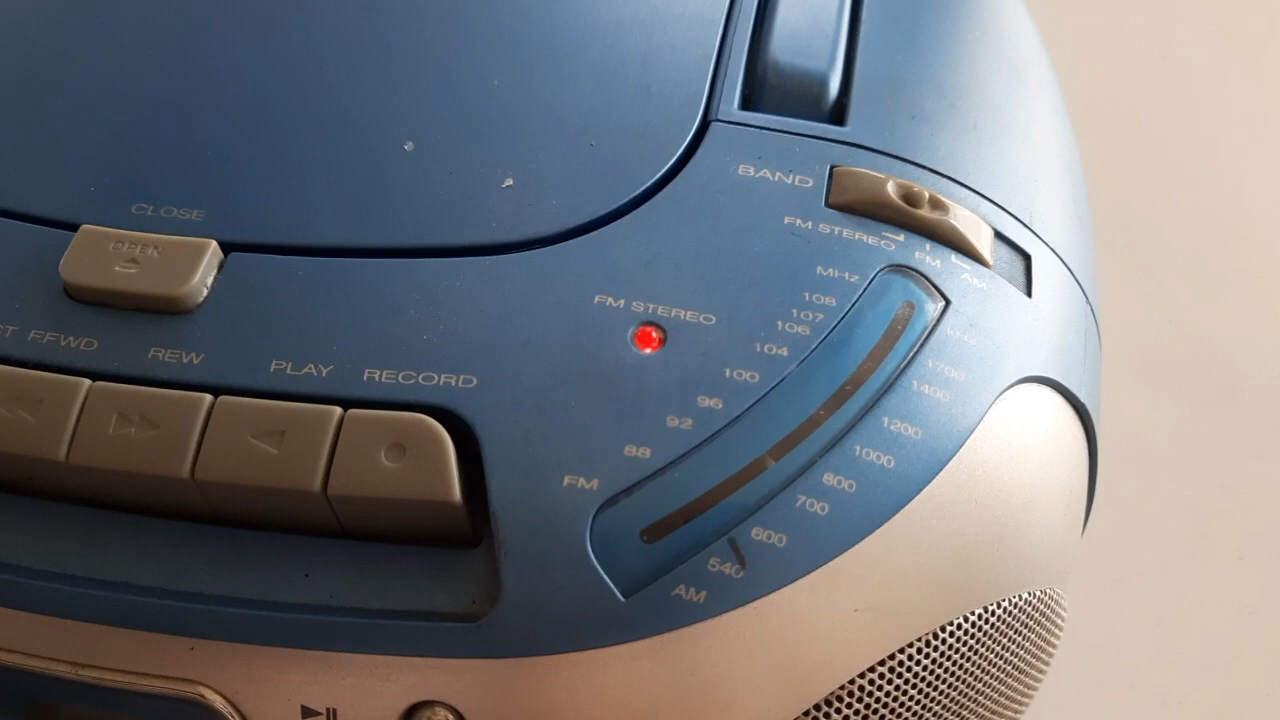 CLOSE
OPEN
CT F.FWD REW PLAY RECORD
BAND
FM STEREO FM AM
FM STEREO
MHz
108
107
106
104
100
96
92
88
FM
1700
1400
1200
1000
800
700
600
540
AM